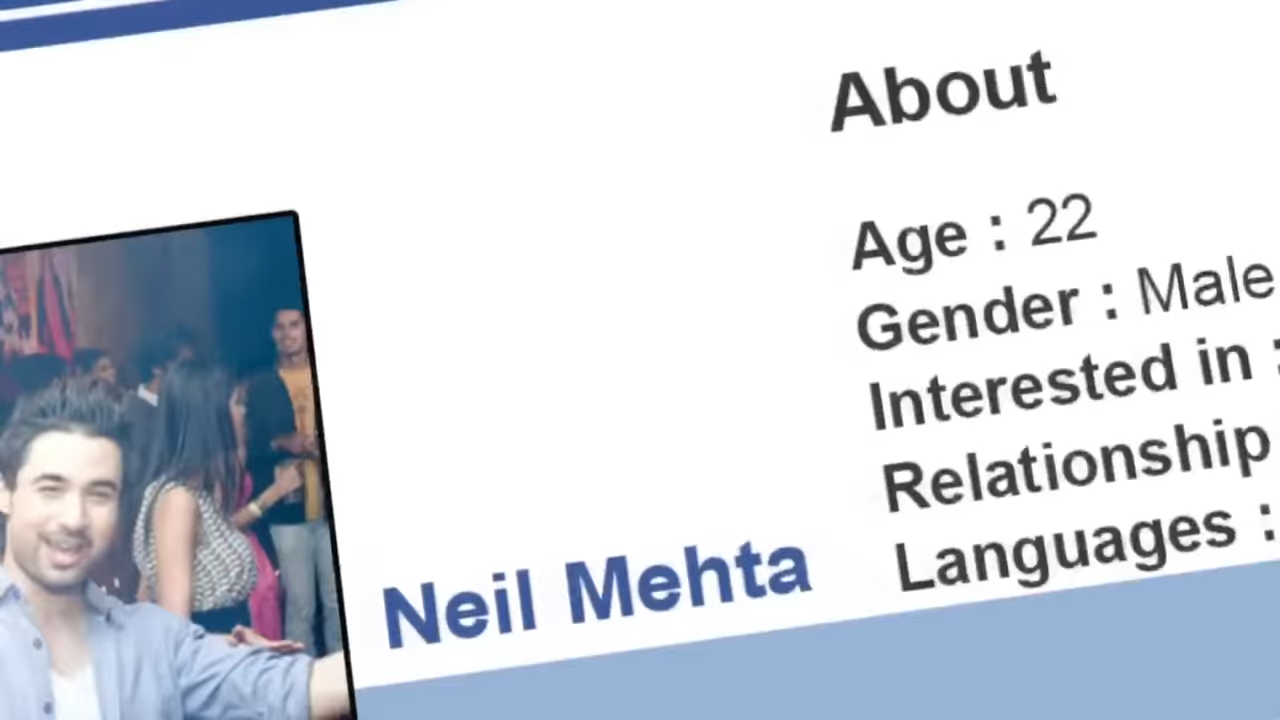 About
Age : 22
Gender : Male
Interested in :
Relationship
Languages :
Neil Mehta